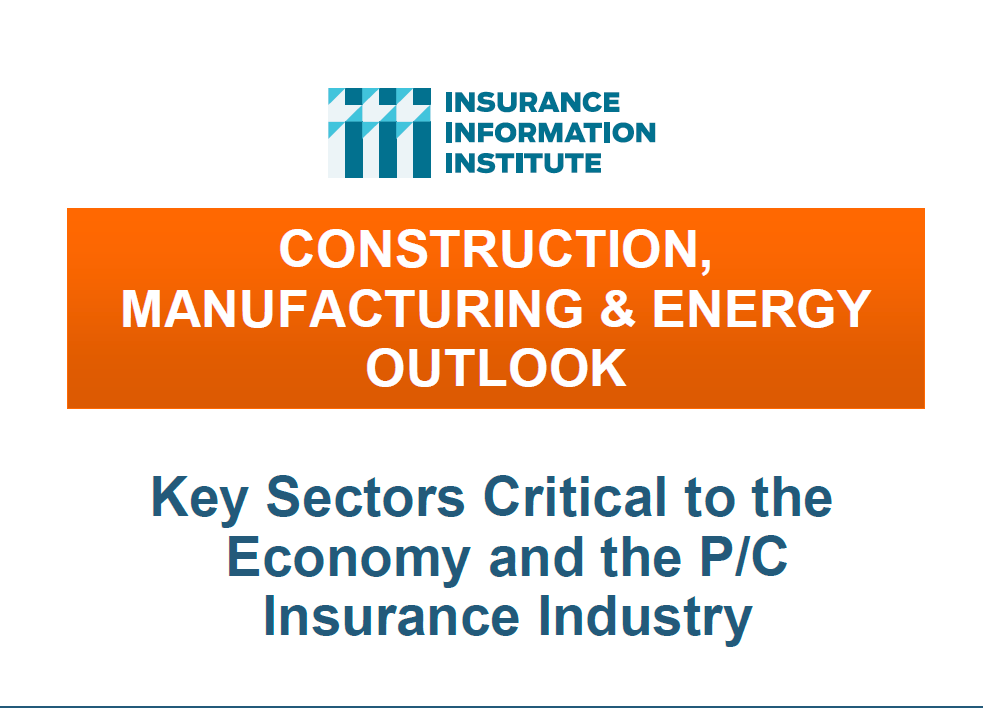 INSURANCE
INFORMATION
INSTITUTE
CONSTRUCTION,
MANUFACTURING & ENERGY
OUTLOOK
Key Sectors Critical to the
Economy and the P/C
Insurance Industry